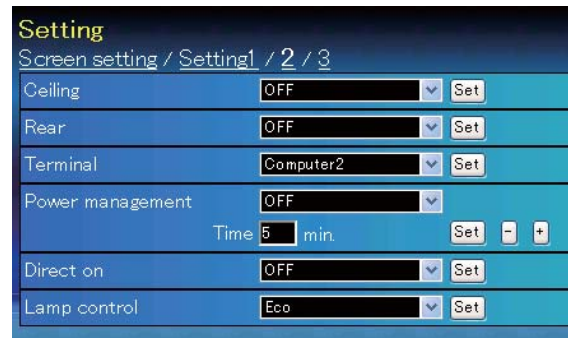 Setting
Screen setting / Setting1 / 2 / 3
Ceiling OFF Set
Rear OFF Set
Terminal Computer2 Set
Power management OFF
Time 5 min. Set - +
Direct on OFF Set
Lamp control Eco Set